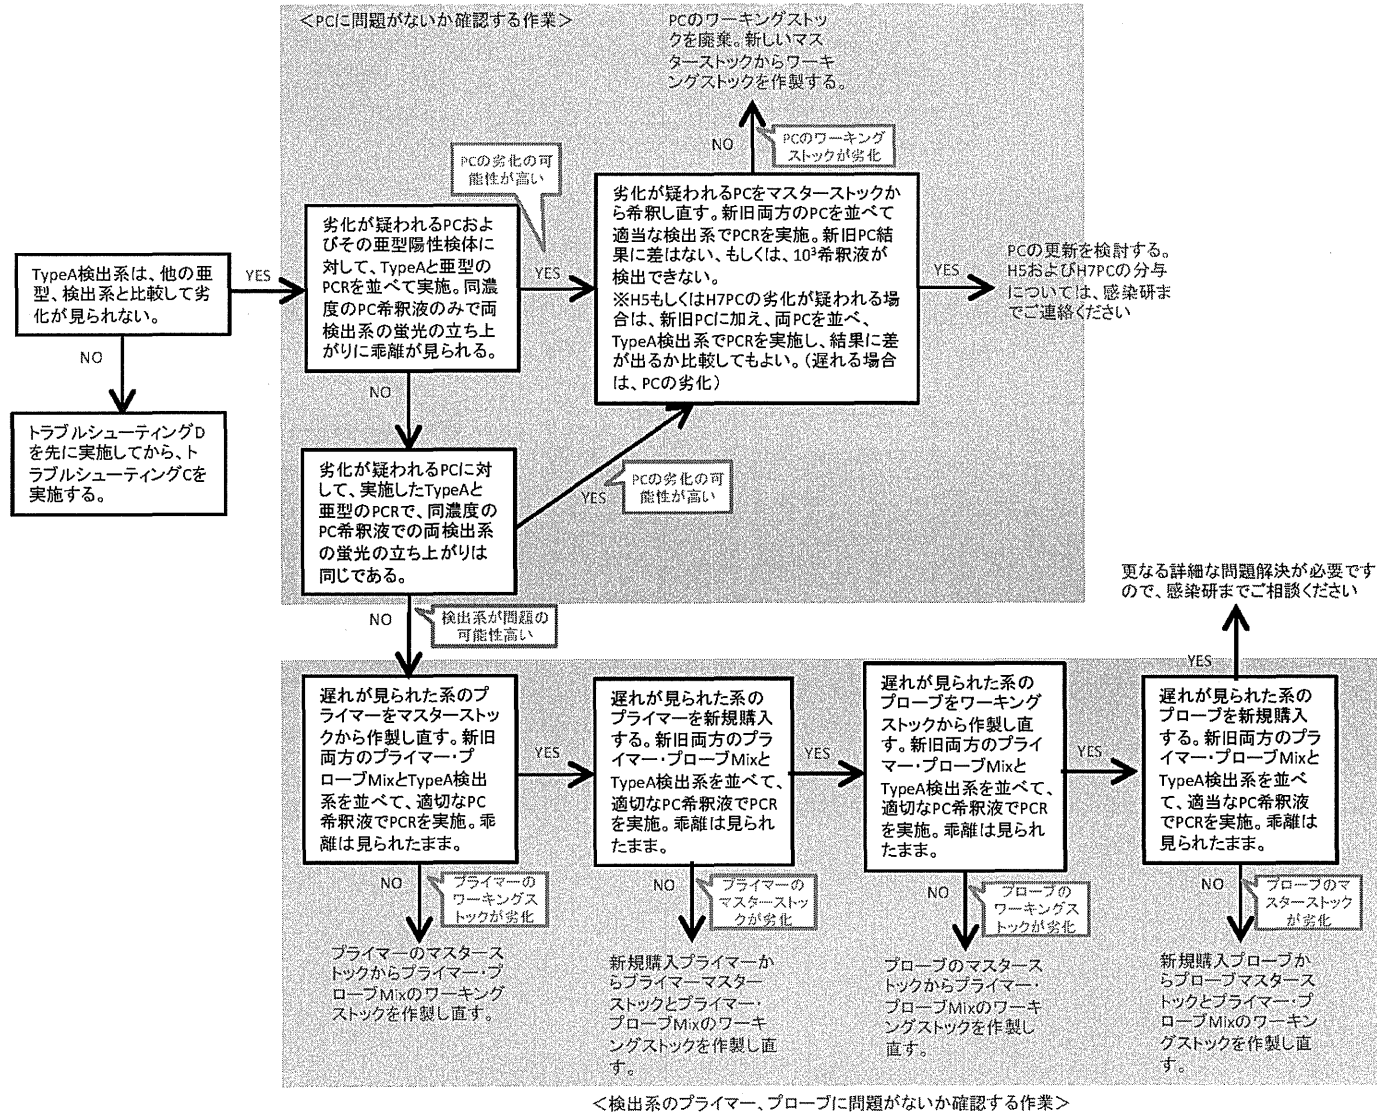 ＜PCに問題がないか確認する作業＞
PCのワーキングストッ
クを廃棄。新しいマス
ターストックからワーキ
ングストックを作製する。
NO
PCのワーキング
ストックが劣化
PCの劣化の可
能性が高い
TypeA検出系は、他の亜
型、検出系と比較して劣
化が見られない。
YES
劣化が疑われるPCおよ
びその亜型陽性検体に
対して、TypeAと亜型の
PCRを並べて実施。同濃
度のPC希釈液のみで両
検出系の蛍光の立ち上
がりに乖離が見られる。
YES
劣化が疑われるPCをマスターストックか
ら希釈し直す。新旧両方のPCを並べて
適当な検出系でPCRを実施。新旧PC結
果に差はない、もしくは、10³希釈液が
検出できない。
※H5もしくはH7PCの劣化が疑われる場
合は、新旧PCに加え、両PCを並べ、
TypeA検出系でPCRを実施し、結果に差
が出るか比較してもよい。（遅れる場合
は、PCの劣化）
YES
PCの更新を検討する。
H5およびH7PCの分与
については、感染研ま
でご連絡ください
NO
トラブルシューティングD
を先に実施してから、ト
ラブルシューティングCを
実施する。
NO
劣化が疑われるPCに対
して、実施したTypeAと
亜型のPCRで、同濃度の
PC希釈液での両検出系
の蛍光の立ち上がりは
同じである。
YES
PCの劣化の可
能性が高い
NO
検出系が問題の
可能性高い
更なる詳細な問題解決が必要です
ので、感染研までご相談ください
YES
遅れが見られた系のプ
ライマーをマスターストッ
クから作製し直す。新旧
両方のプライマー・プ
ローブMixとTypeA検出
系を並べて、適切なPC
希釈液でPCRを実施。乖
離は見られたまま。
YES
遅れが見られた系の
プライマーを新規購入
する。新旧両方のプラ
イマー・プローブMixと
TypeA検出系を並べて、
適切なPC希釈液でPCR
を実施。乖離は見られ
たまま。
YES
遅れが見られた系の
プローブをワーキング
ストックから作製し直
す。新旧両方のプライ
マー・プローブMixと
TypeA検出系を並べて、
適切なPC希釈液でPCR
を実施。乖離は見られ
たまま。
YES
遅れが見られた系の
プローブを新規購入
する。新旧両方のプ
ライマー・プローブMixと
TypeA検出系を並べ
て、適当なPC希釈液
でPCRを実施。乖離は
見られたまま。
NO
プライマーの
ワーキングス
トックが劣化
NO
プライマーの
マスターストッ
クが劣化
NO
プローブの
ワーキングス
トックが劣化
NO
プローブのマ
スターストック
が劣化
プライマーのマスタース
トックからプライマー・プ
ローブMixのワーキング
ストックを作製し直す。
新規購入プライマーか
らプライマーマスター
ストックとプライマー・
プローブMixのワーキ
ングストックを作製し直
す。
プローブのマスタース
トックからプライマー・
プローブMixのワーキ
ングストックを作製し
直す。
新規購入プローブか
らプローブマスタース
トックとプライマー・プ
ローブMixのワーキン
グストックを作製し直
す。
＜検出系のプライマー、プローブに問題がないか確認する作業＞